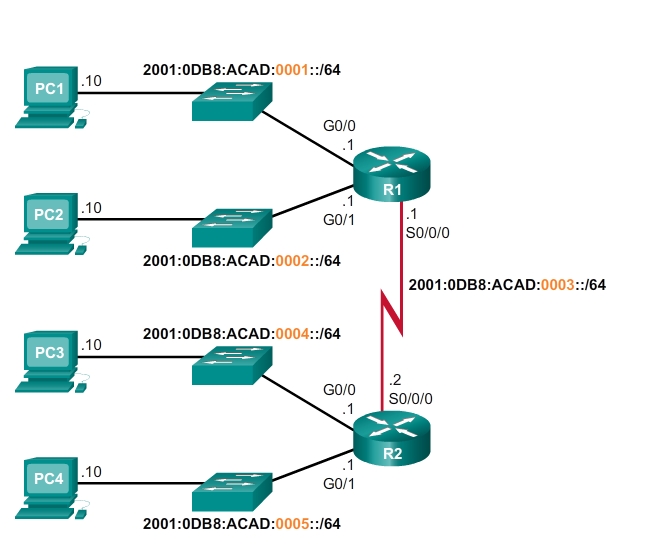 2001:0DB8:ACAD:0001::/64
PC1
.10
G0/0
.1
R1
PC2
.10
.1
G0/1
.1
S0/0/0
2001:0DB8:ACAD:0002::/64
2001:0DB8:ACAD:0003::/64
2001:0DB8:ACAD:0004::/64
PC3
.10
.2
S0/0/0
G0/0
.1
R2
PC4
.10
.1
G0/1
2001:0DB8:ACAD:0005::/64